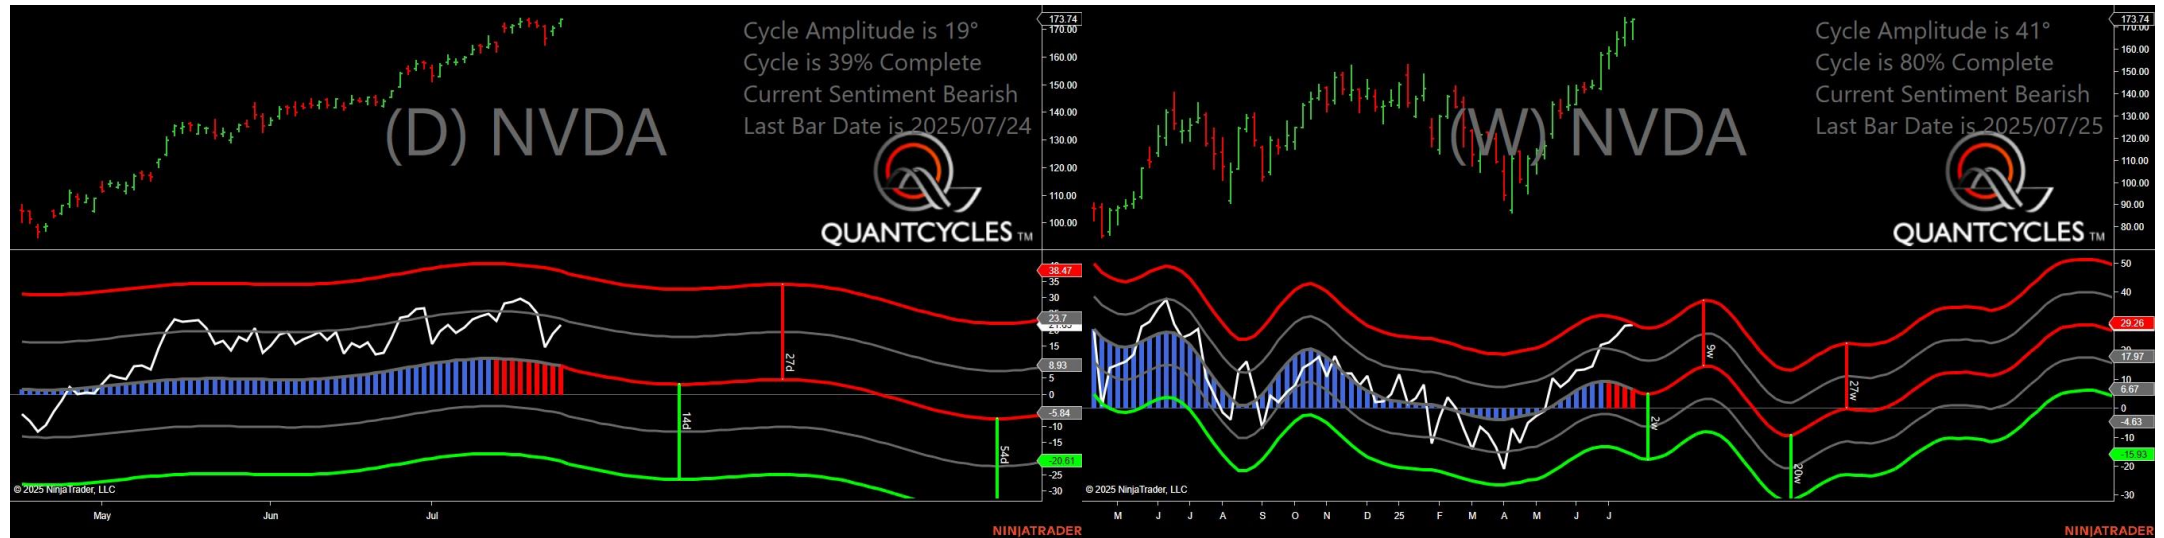 Cycle Amplitude is 19°
Cycle is 39% Complete
Current Sentiment Bearish
Last Bar Date is 2025/07/24
(D) NVDA
QUANTCYCLES TM
173.74
170.00
160.00
150.00
140.00
130.00
120.00
110.00
100.00
38.47
35
30
23.7
15
8.93
5
0
-5.84
-10
-15
-20.61
-25
-30
27d
14d
54d
© 2025 NinjaTrader, LLC
May Jun Jul
NINJATRADER
Cycle Amplitude is 41°
Cycle is 80% Complete
Current Sentiment Bearish
Last Bar Date is 2025/07/25
(W) NVDA
QUANTCYCLES TM
173.74
170.00
160.00
150.00
140.00
130.00
120.00
110.00
100.00
90.00
80.00
50
40
29.26
17.97
10
6.67
0
-4.63
-10
-15.93
-20
-30
9w
2w
27w
20w
© 2025 NinjaTrader, LLC
M J J A S O N D 25 F M A M J J
NINJATRADER